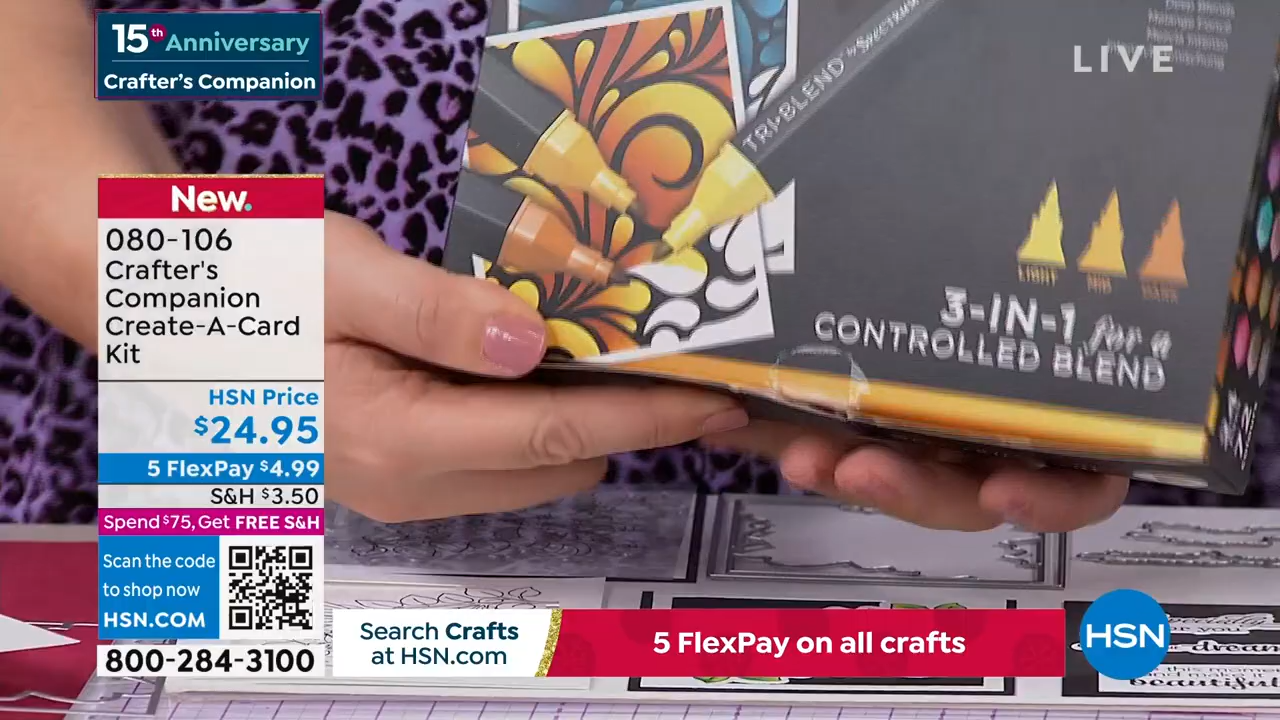 15th Anniversary
Crafter's Companion
LIVE
New.
080-106
Crafter's
Companion
Create-A-Card
Kit
HSN Price
$24.95
5 FlexPay $4.99
S&H $3.50
Spend $75, Get FREE S&H
Scan the code
to shop now
HSN.COM
800-284-3100
TRI-BLEND
LIGHT
3-IN-1 for a
CONTROLLED BLEND
Search Crafts
at HSN.com
5 FlexPay on all crafts
HSN
beautiful